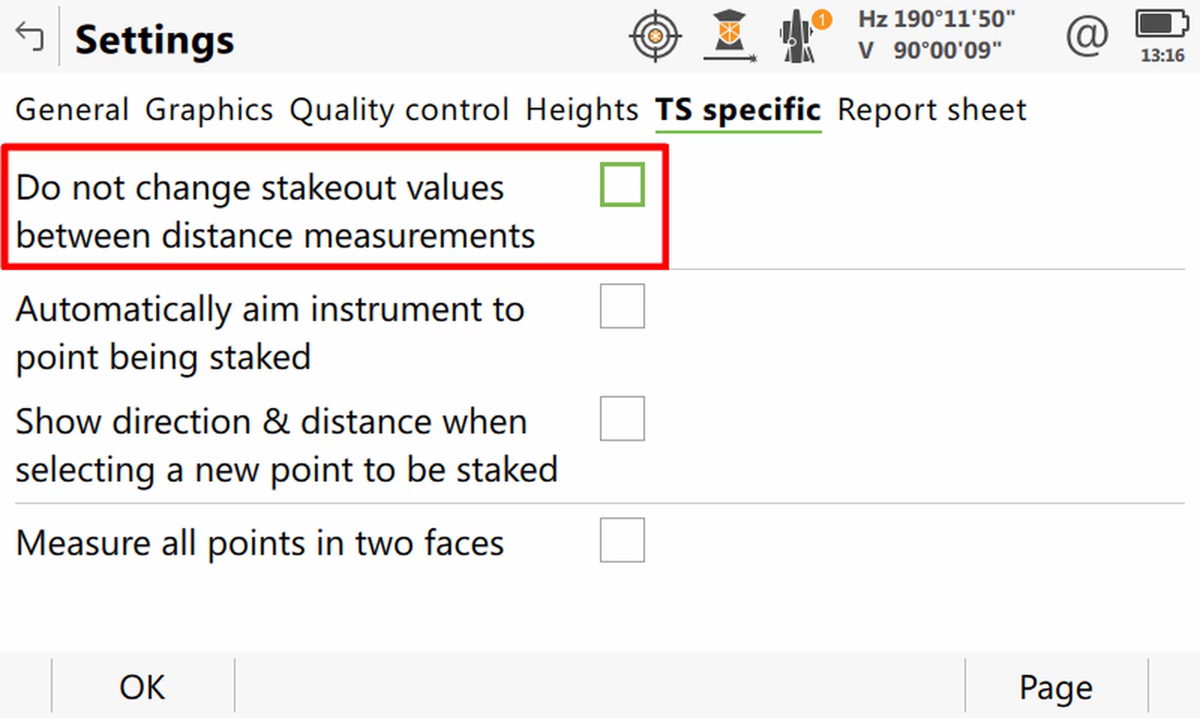 Settings
1
Hz 190°11'50"
V 90°00'09"
@
13:16
General Graphics Quality control Heights TS specific Report sheet
Do not change stakeout values
between distance measurements
Automatically aim instrument to
point being staked
Show direction & distance when
selecting a new point to be staked
Measure all points in two faces
OK
Page